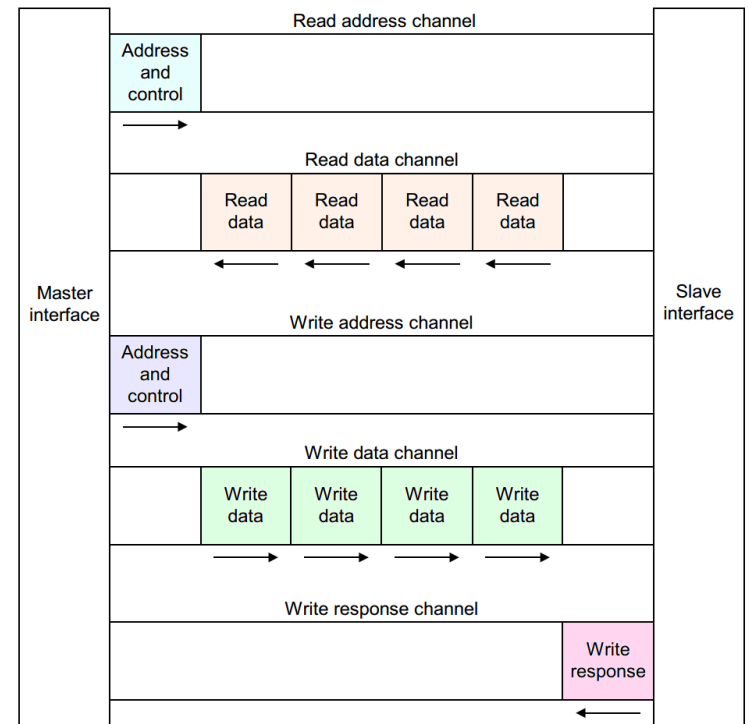 Read address channel
Address
and
control
Read data channel
Read
data
Read
data
Read
data
Read
data
Master
interface
Slave
interface
Write address channel
Address
and
control
Write data channel
Write
data
Write
data
Write
data
Write
data
Write response channel
Write
response